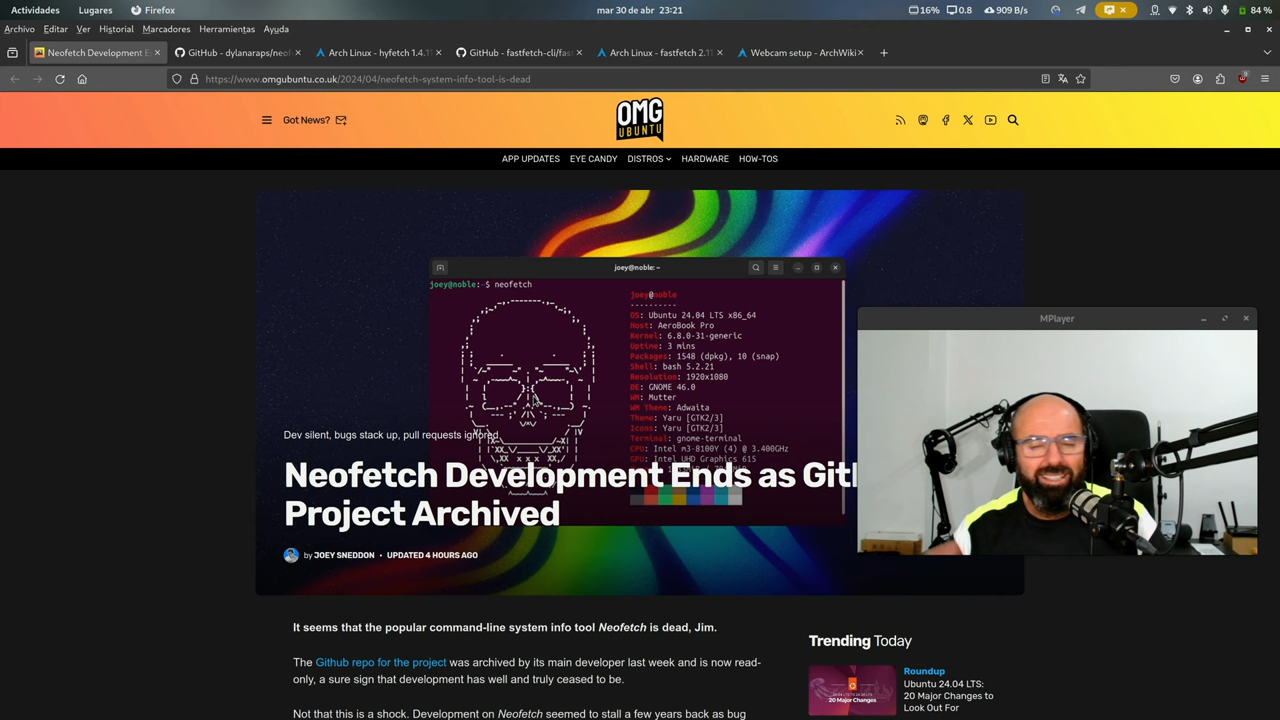 Actividades Lugares Firefox mar 30 de abr 23:21 16% 0.8 909 B/s 84 %
Archivo Editar Ver Historial Marcadores Herramientas Ayuda
Neofetch Development E GitHub - dylanaraps/neof Arch Linux - hyfetch 1.4.11 GitHub - fastfetch-cli/fast Arch Linux - fastfetch 2.11 Webcam setup - ArchWiki
https://www.omgubuntu.co.uk/2024/04/neofetch-system-info-tool-is-dead
Got News?
OMG
UBUNTU
APP UPDATES EYE CANDY DISTROS HARDWARE HOW-TOS
joey@noble: ~
joey@noble:~$ neofetch
joey@noble
----------
OS: Ubuntu 24.04 LTS x86_64
Host: AeroBook Pro
Kernel: 6.8.0-31-generic
Uptime: 3 mins
Packages: 1548 (dpkg), 10 (snap)
Shell: bash 5.2.21
Resolution: 1920x1080
DE: GNOME 46.0
WM: Mutter
WM Theme: Adwaita
Theme: Yaru [GTK2/3]
Icons: Yaru [GTK2/3]
Terminal: gnome-terminal
CPU: Intel m3-8100Y (4) @ 3.400GHz
GPU: Intel UHD Graphics 615
MPlayer
Dev silent, bugs stack up, pull requests ignored
Neofetch Development Ends as Gitl
Project Archived
by JOEY SNEDDON • UPDATED 4 HOURS AGO
It seems that the popular command-line system info tool Neofetch is dead, Jim.
The Github repo for the project was archived by its main developer last week and is now read-
only, a sure sign that development has well and truly ceased to be.
Not that this is a shock. Development on Neofetch seemed to stall a few years back as bug
Trending Today
Roundup
Ubuntu 24.04 LTS:
20 Major Changes to
Look Out For
20 Major Changes